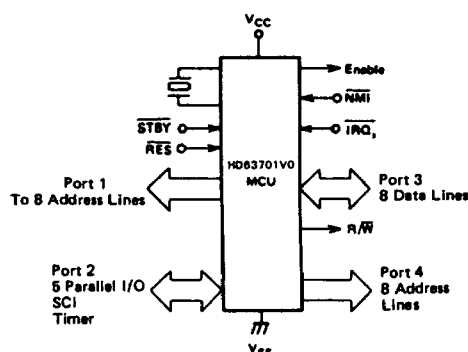 VCC
Enable
NMI
STBY
IRQ1
RES
HD63701V0
MCU
Port 1
To 8 Address Lines
Port 3
8 Data Lines
R/W
Port 2
5 Parallel I/O
SCI
Timer
Port 4
8 Address
Lines
VSS